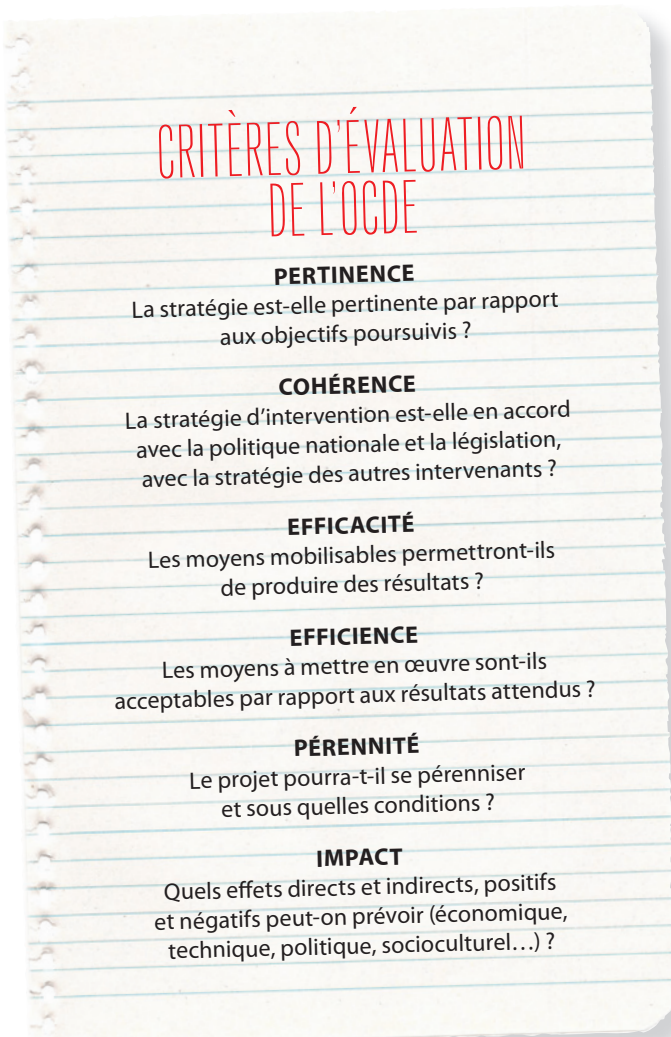 CRITÈRES D'ÉVALUATION
DE L'OCDE
PERTINENCE
La stratégie est-elle pertinente par rapport
aux objectifs poursuivis ?
COHÉRENCE
La stratégie d’intervention est-elle en accord
avec la politique nationale et la législation,
avec la stratégie des autres intervenants ?
EFFICACITÉ
Les moyens mobilisables permettront-ils
de produire des résultats ?
EFFICIENCE
Les moyens à mettre en œuvre sont-ils
acceptables par rapport aux résultats attendus ?
PÉRENNITÉ
Le projet pourra-t-il se pérenniser
et sous quelles conditions ?
IMPACT
Quels effets directs et indirects, positifs
et négatifs peut-on prévoir (économique,
technique, politique, socioculturel…) ?